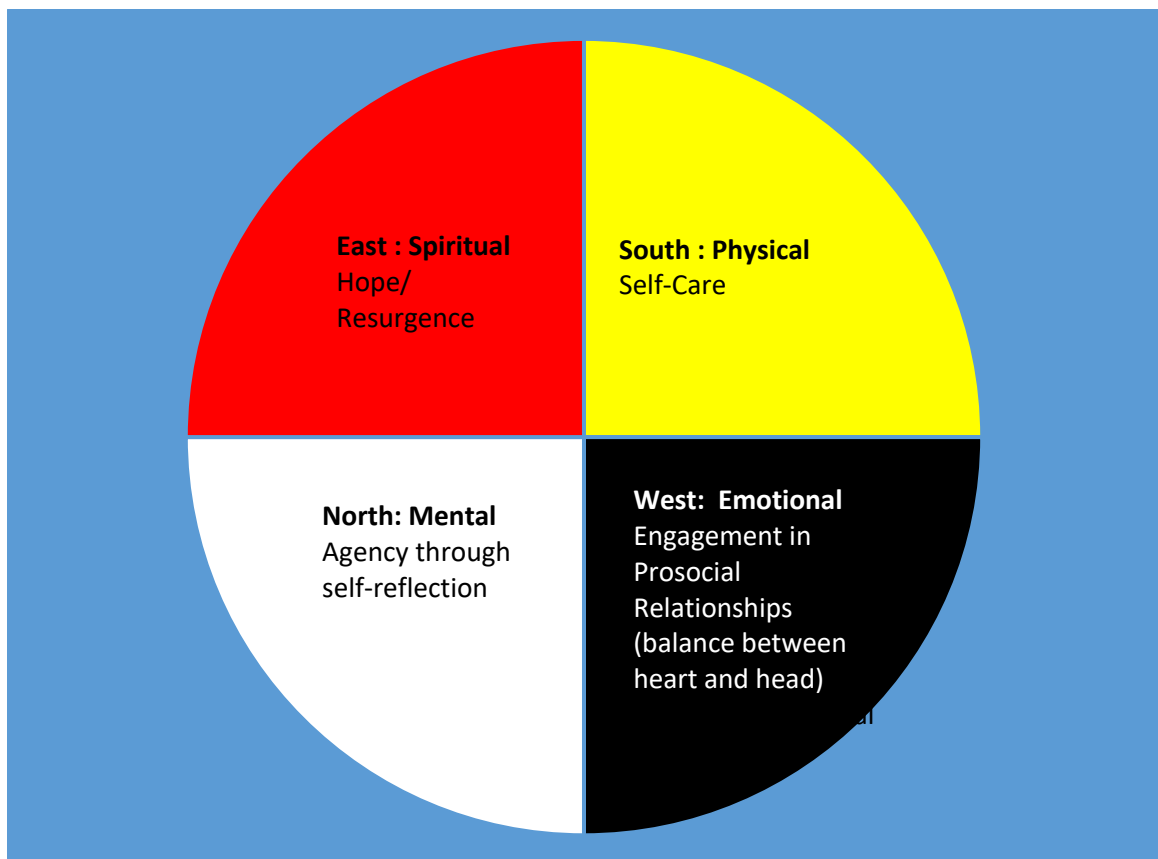 East : Spiritual
Hope/
Resurgence
South : Physical
Self-Care
North: Mental
Agency through
self-reflection
West:  Emotional
Engagement in
Prosocial
Relationships
(balance between
heart and head)